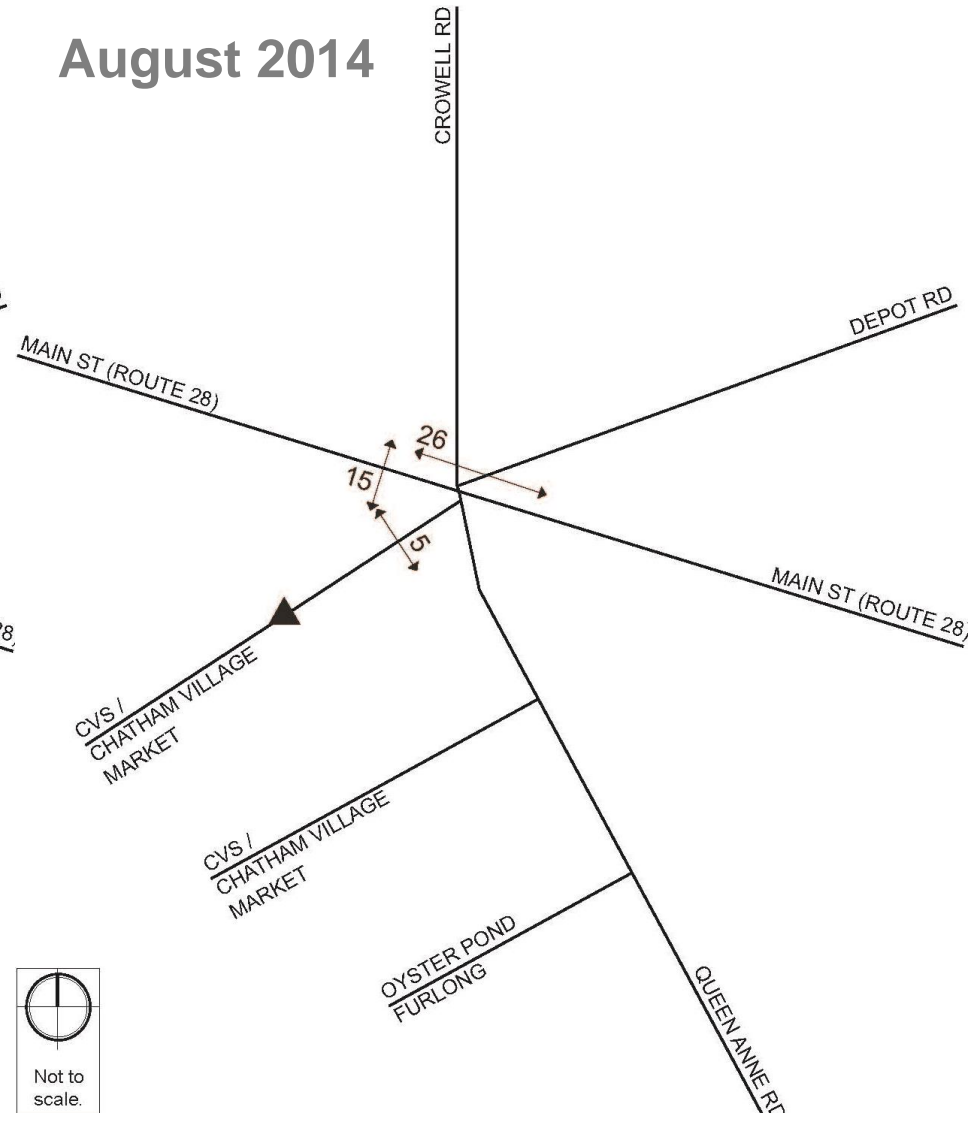 August 2014
CROWELL RD
DEPOT RD
MAIN ST (ROUTE 28)
26
15
5
MAIN ST (ROUTE 28)
CVS /
CHATHAM VILLAGE
MARKET
CVS /
CHATHAM VILLAGE
MARKET
OYSTER POND
FURLONG
QUEEN ANNE RD
Not to
scale.